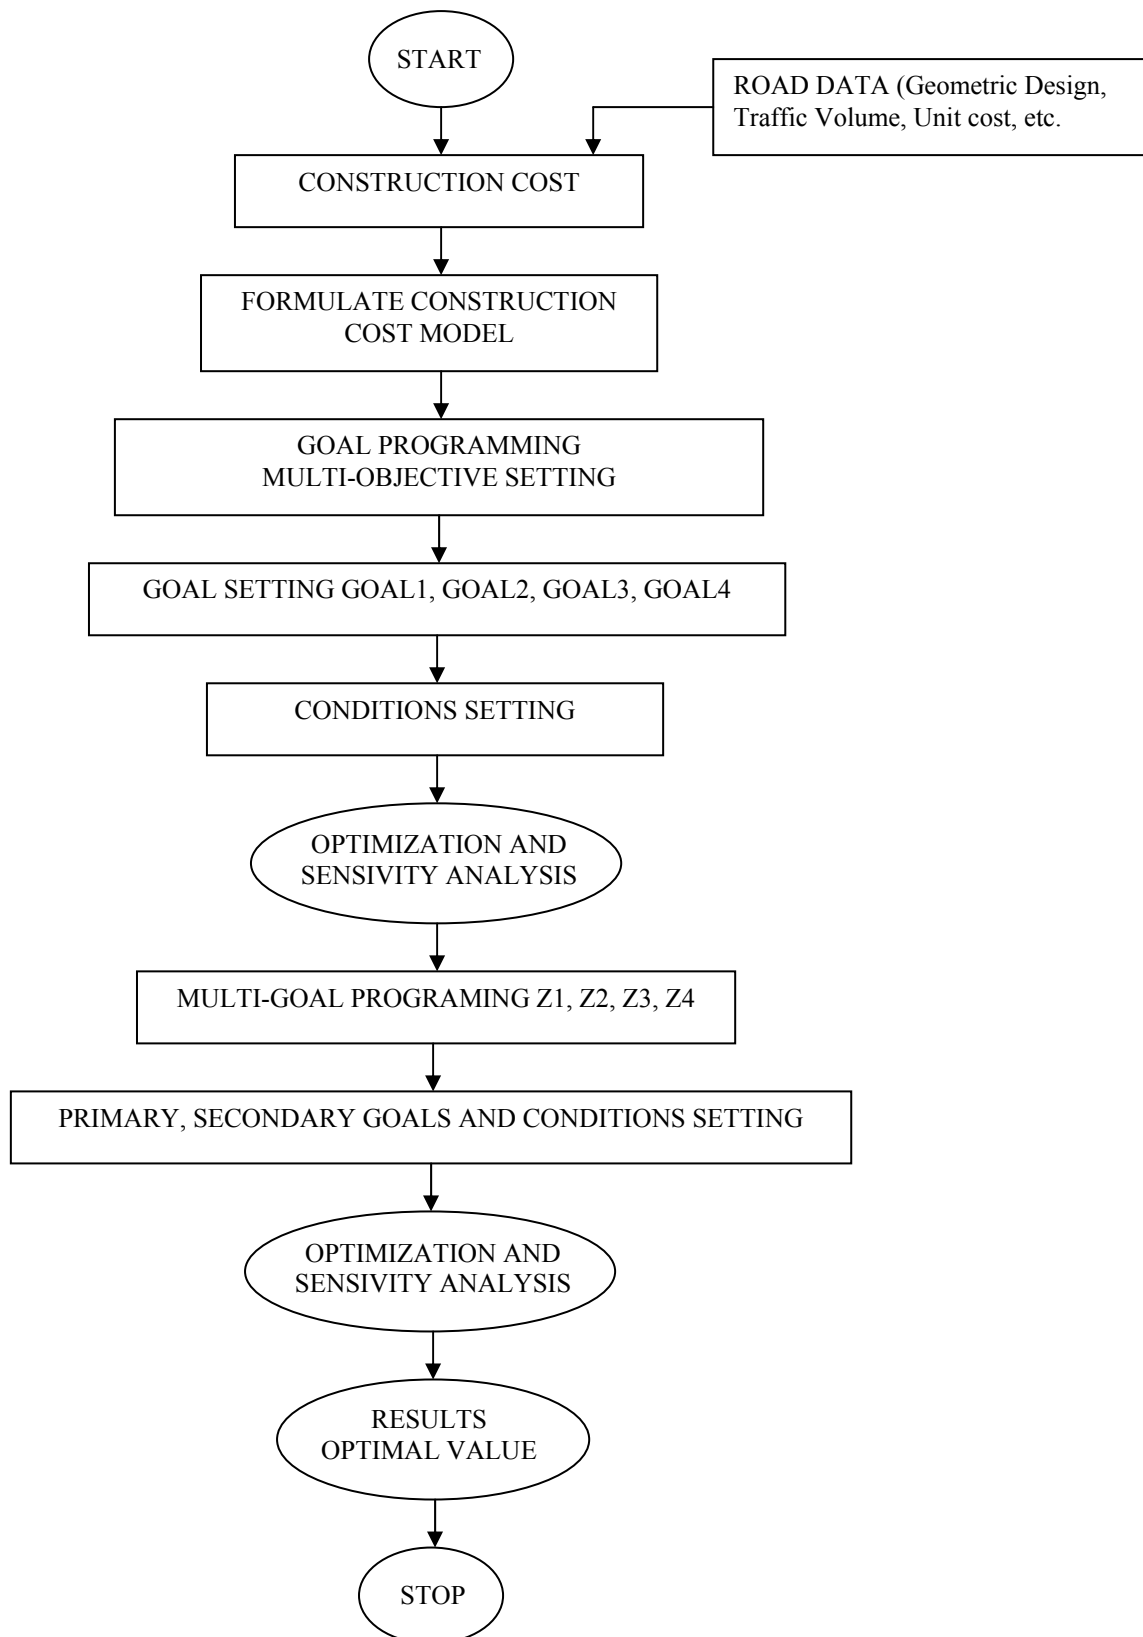 START
ROAD DATA (Geometric Design,
Traffic Volume, Unit cost, etc.
CONSTRUCTION COST
FORMULATE CONSTRUCTION
COST MODEL
GOAL PROGRAMMING
MULTI-OBJECTIVE SETTING
GOAL SETTING GOAL1, GOAL2, GOAL3, GOAL4
CONDITIONS SETTING
OPTIMIZATION AND
SENSIVITY ANALYSIS
MULTI-GOAL PROGRAMING Z1, Z2, Z3, Z4
PRIMARY, SECONDARY GOALS AND CONDITIONS SETTING
OPTIMIZATION AND
SENSIVITY ANALYSIS
RESULTS
OPTIMAL VALUE
STOP